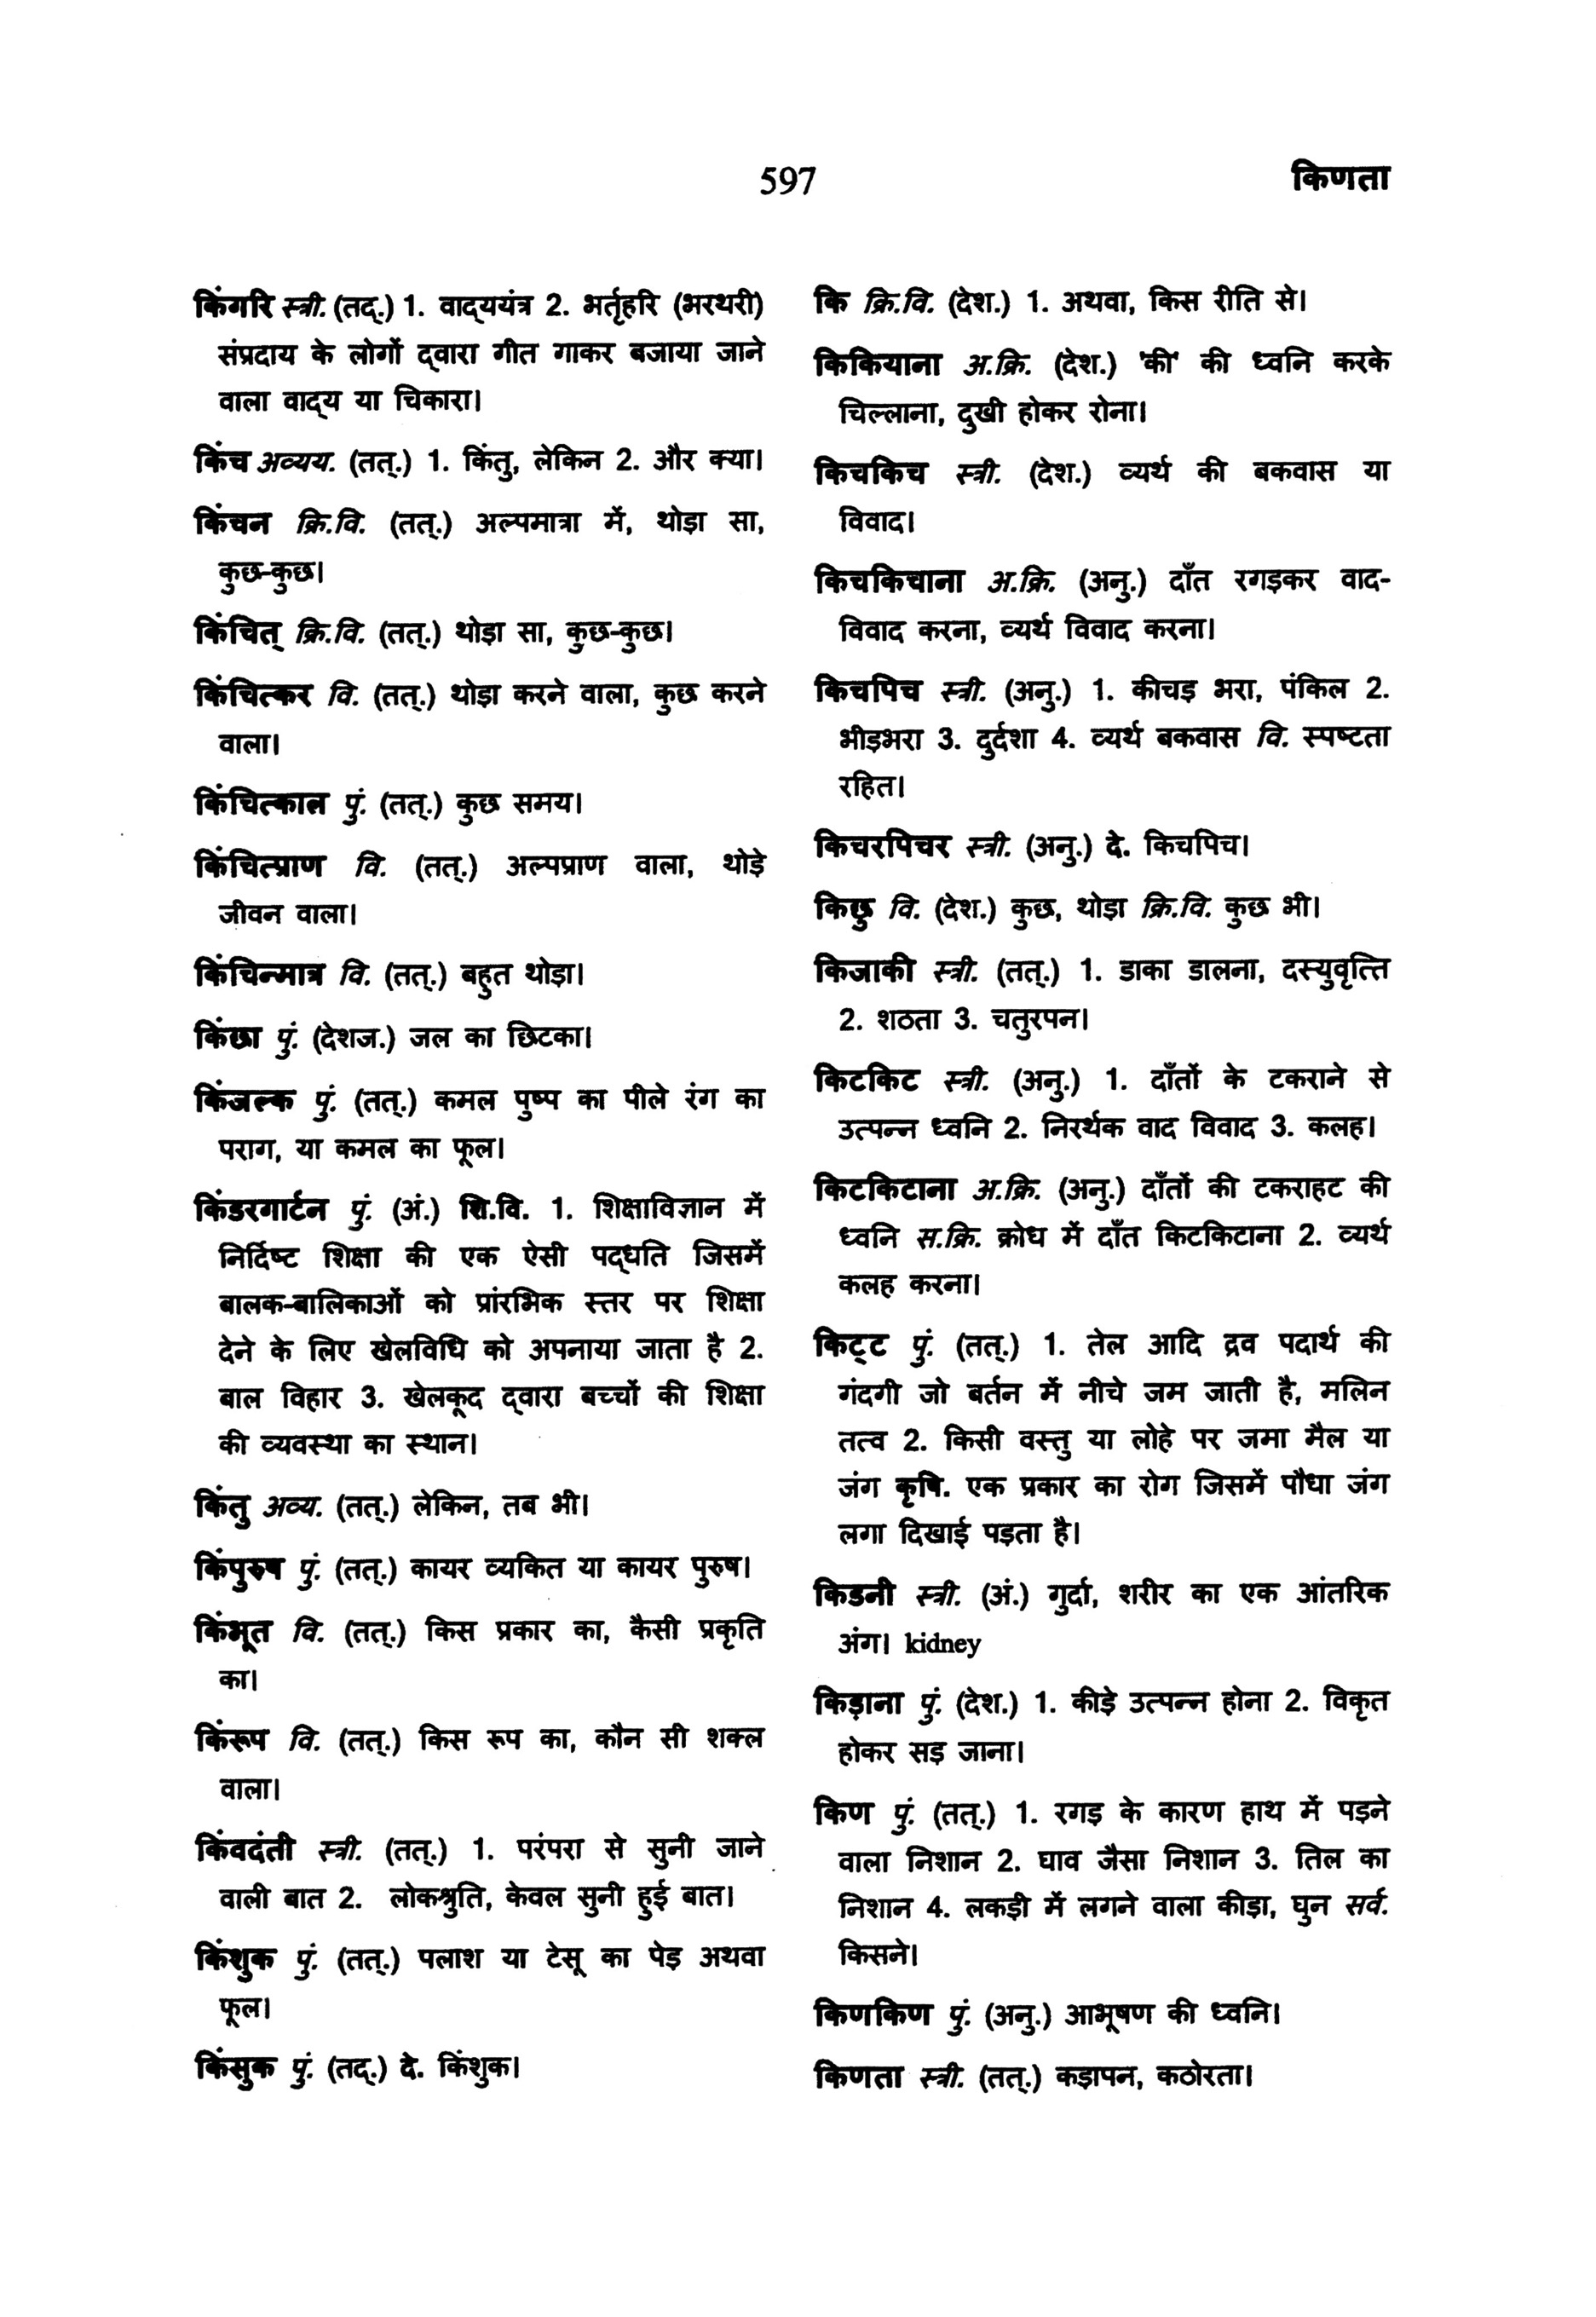 597
किणता
किंगरि स्त्री. (तद्.) 1. वाद्ययंत्र 2. भर्तृहरि (भरथरी)
संप्रदाय के लोगों द्वारा गीत गाकर बजाया जाने
वाला वाद्य या चिकारा।
किंच अव्यय. (तत्.) 1. किंतु, लेकिन 2. और क्या।
किंचन क्रि.वि. (तत्.) अल्पमात्रा में, थोड़ा सा,
कुछ-कुछ।
किंचित् क्रि.वि. (तत्.) थोड़ा सा, कुछ-कुछ।
किंचित्कर वि. (तत्.) थोड़ा करने वाला, कुछ करने
वाला।
किंचित्काल पुं. (तत्.) कुछ समय।
किंचित्प्राण वि. (तत्.) अल्पप्राण वाला, थोड़े
जीवन वाला।
किंचिन्मात्र वि. (तत्.) बहुत थोड़ा।
किंछा पुं. (देशज.) जल का छिटका।
किंजल्क पुं. (तत्.) कमल पुष्प का पीले रंग का
पराग, या कमल का फूल।
किंडरगार्टन पुं. (अं.) शि.वि. 1. शिक्षाविज्ञान में
निर्दिष्ट शिक्षा की एक ऐसी पद्धति जिसमें
बालक-बालिकाओं को प्रांरभिक स्तर पर शिक्षा
देने के लिए खेलविधि को अपनाया जाता है 2.
बाल विहार 3. खेलकूद द्वारा बच्चों की शिक्षा
की व्यवस्था का स्थान।
किंतु अव्य. (तत्.) लेकिन, तब भी।
किंपुरुष पुं. (तत्.) कायर व्यकित या कायर पुरुष।
किंभूत वि. (तत्.) किस प्रकार का, कैसी प्रकृति
का।
किंरूप वि. (तत्.) किस रूप का, कौन सी शक्ल
वाला।
किंवदंती स्त्री. (तत्.) 1. परंपरा से सुनी जाने
वाली बात 2. लोकश्रुति, केवल सुनी हुई बात।
किंशुक पुं. (तत्.) पलाश या टेसू का पेड़ अथवा
फूल।
किंसुक पुं. (तद्.) दे. किंशुक।
कि क्रि.वि. (देश.) 1. अथवा, किस रीति से।
किकियाना अ.क्रि. (देश.) 'की' की ध्वनि करके
चिल्लाना, दुखी होकर रोना।
किचकिच स्त्री. (देश.) व्यर्थ की बकवास या
विवाद।
किचकिचाना अ.क्रि. (अनु.) दाँत रगड़कर वाद-
विवाद करना, व्यर्थ विवाद करना।
किचपिच स्त्री. (अनु.) 1. कीचड़ भरा, पंकिल 2.
भीड़भरा 3. दुर्दशा 4. व्यर्थ बकवास वि. स्पष्टता
रहित।
किचरपिचर स्त्री. (अनु.) दे. किचपिच।
किछु वि. (देश.) कुछ, थोड़ा क्रि.वि. कुछ भी।
किजाकी स्त्री. (तत्.) 1. डाका डालना, दस्युवृत्ति
2. शठता 3. चतुरपन।
किटकिट स्त्री. (अनु.) 1. दाँतों के टकराने से
उत्पन्न ध्वनि 2. निरर्थक वाद विवाद 3. कलह।
किटकिटाना अ.क्रि. (अनु.) दाँतों की टकराहट की
ध्वनि स.क्रि. क्रोध में दाँत किटकिटाना 2. व्यर्थ
कलह करना।
किट्ट पुं. (तत्.) 1. तेल आदि द्रव पदार्थ की
गंदगी जो बर्तन में नीचे जम जाती है, मलिन
तत्व 2. किसी वस्तु या लोहे पर जमा मैल या
जंग कृषि. एक प्रकार का रोग जिसमें पौधा जंग
लगा दिखाई पड़ता है।
किडनी स्त्री. (अं.) गुर्दा, शरीर का एक आंतरिक
अंग। kidney
किड़ाना पुं. (देश.) 1. कीड़े उत्पन्न होना 2. विकृत
होकर सड़ जाना।
किण पुं. (तत्.) 1. रगड़ के कारण हाथ में पड़ने
वाला निशान 2. घाव जैसा निशान 3. तिल का
निशान 4. लकड़ी में लगने वाला कीड़ा, घुन सर्व.
किसने।
किणकिण पुं. (अनु.) आभूषण की ध्वनि।
किणता स्त्री. (तत्.) कड़ापन, कठोरता।